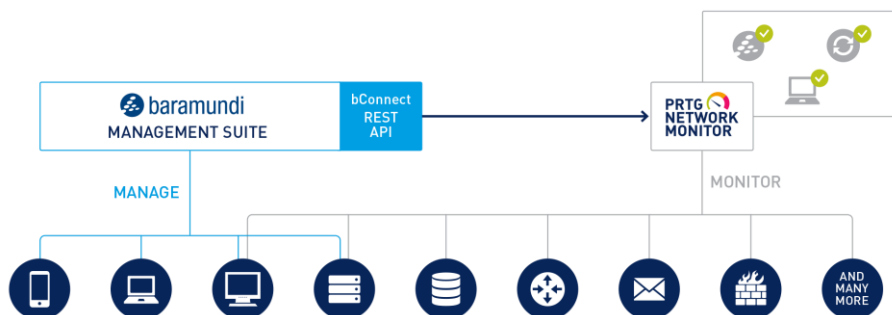 baramundi
MANAGEMENT SUITE
bConnect
REST
API
PRTG
NETWORK
MONITOR
MANAGE
MONITOR
AND
MANY
MORE